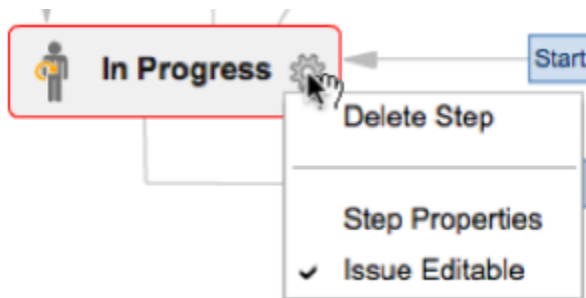 In Progress
Start
Delete Step
Step Properties
Issue Editable